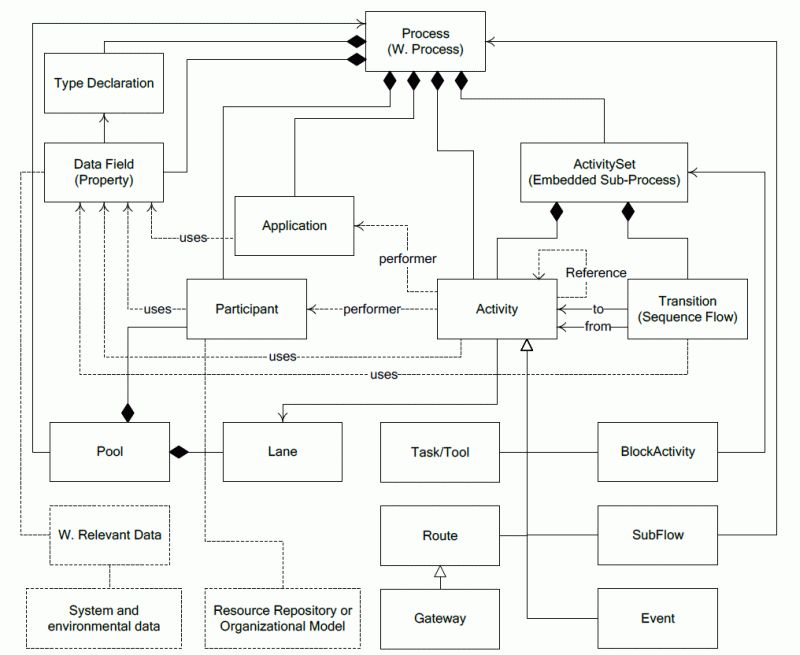 Process
(W. Process)
Type Declaration
Data Field
(Property)
ActivitySet
(Embedded Sub-Process)
Application
uses
performer
Reference
Participant
uses
performer
Activity
to
from
Transition
(Sequence Flow)
uses
uses
Pool
Lane
Task/Tool
BlockActivity
W. Relevant Data
Route
SubFlow
System and
environmental data
Resource Repository or
Organizational Model
Gateway
Event